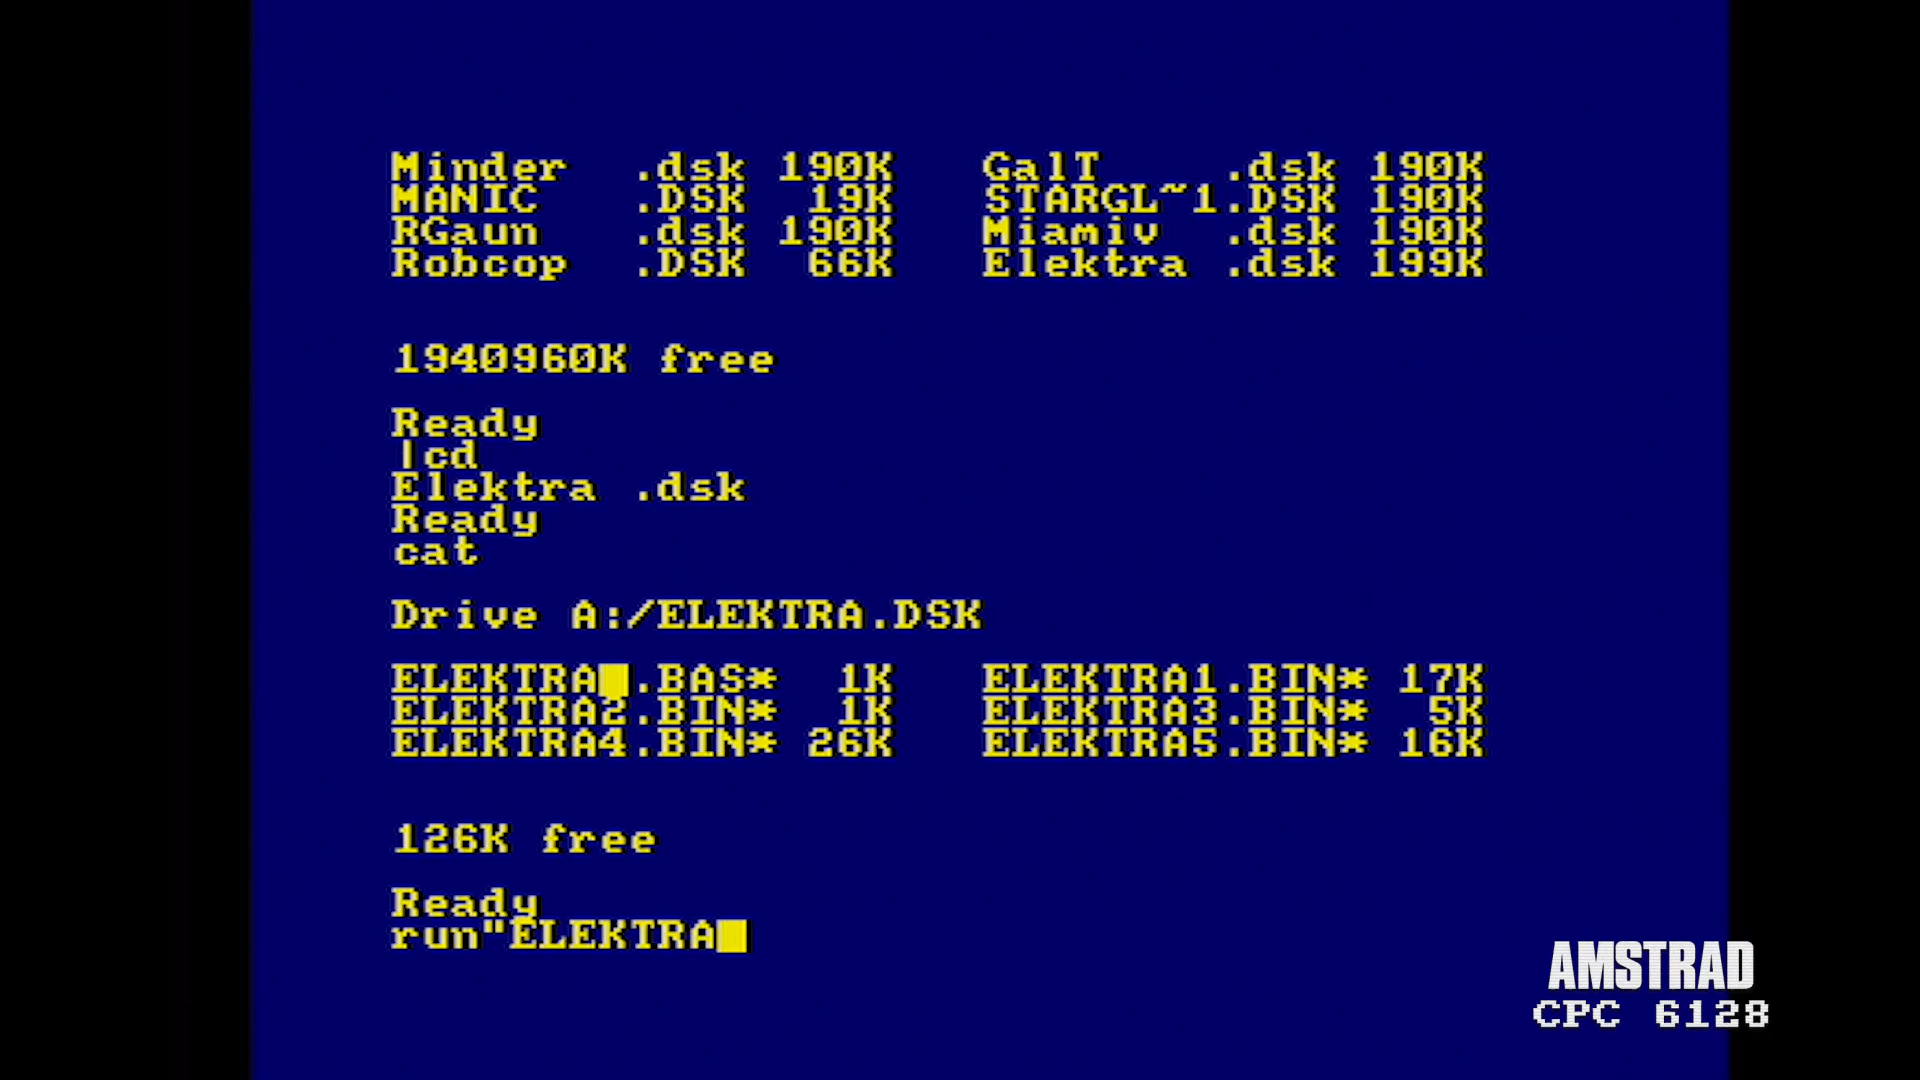 Minder  .dsk 190K   GalT    .dsk 190K
MANIC   .DSK  19K   STARGL~1.DSK 190K
RGaun   .dsk 190K   Miamiv  .dsk 190K
Robcop  .DSK  66K   Elektra .dsk 199K
1940960K free
Ready
|cd
Elektra .dsk
Ready
cat
Drive A:/ELEKTRA.DSK
ELEKTRA .BAS*  1K   ELEKTRA1.BIN* 17K
ELEKTRA2.BIN*  1K   ELEKTRA3.BIN*  5K
ELEKTRA4.BIN* 26K   ELEKTRA5.BIN* 16K
126K free
Ready
run"ELEKTRA
AMSTRAD
CPC 6128